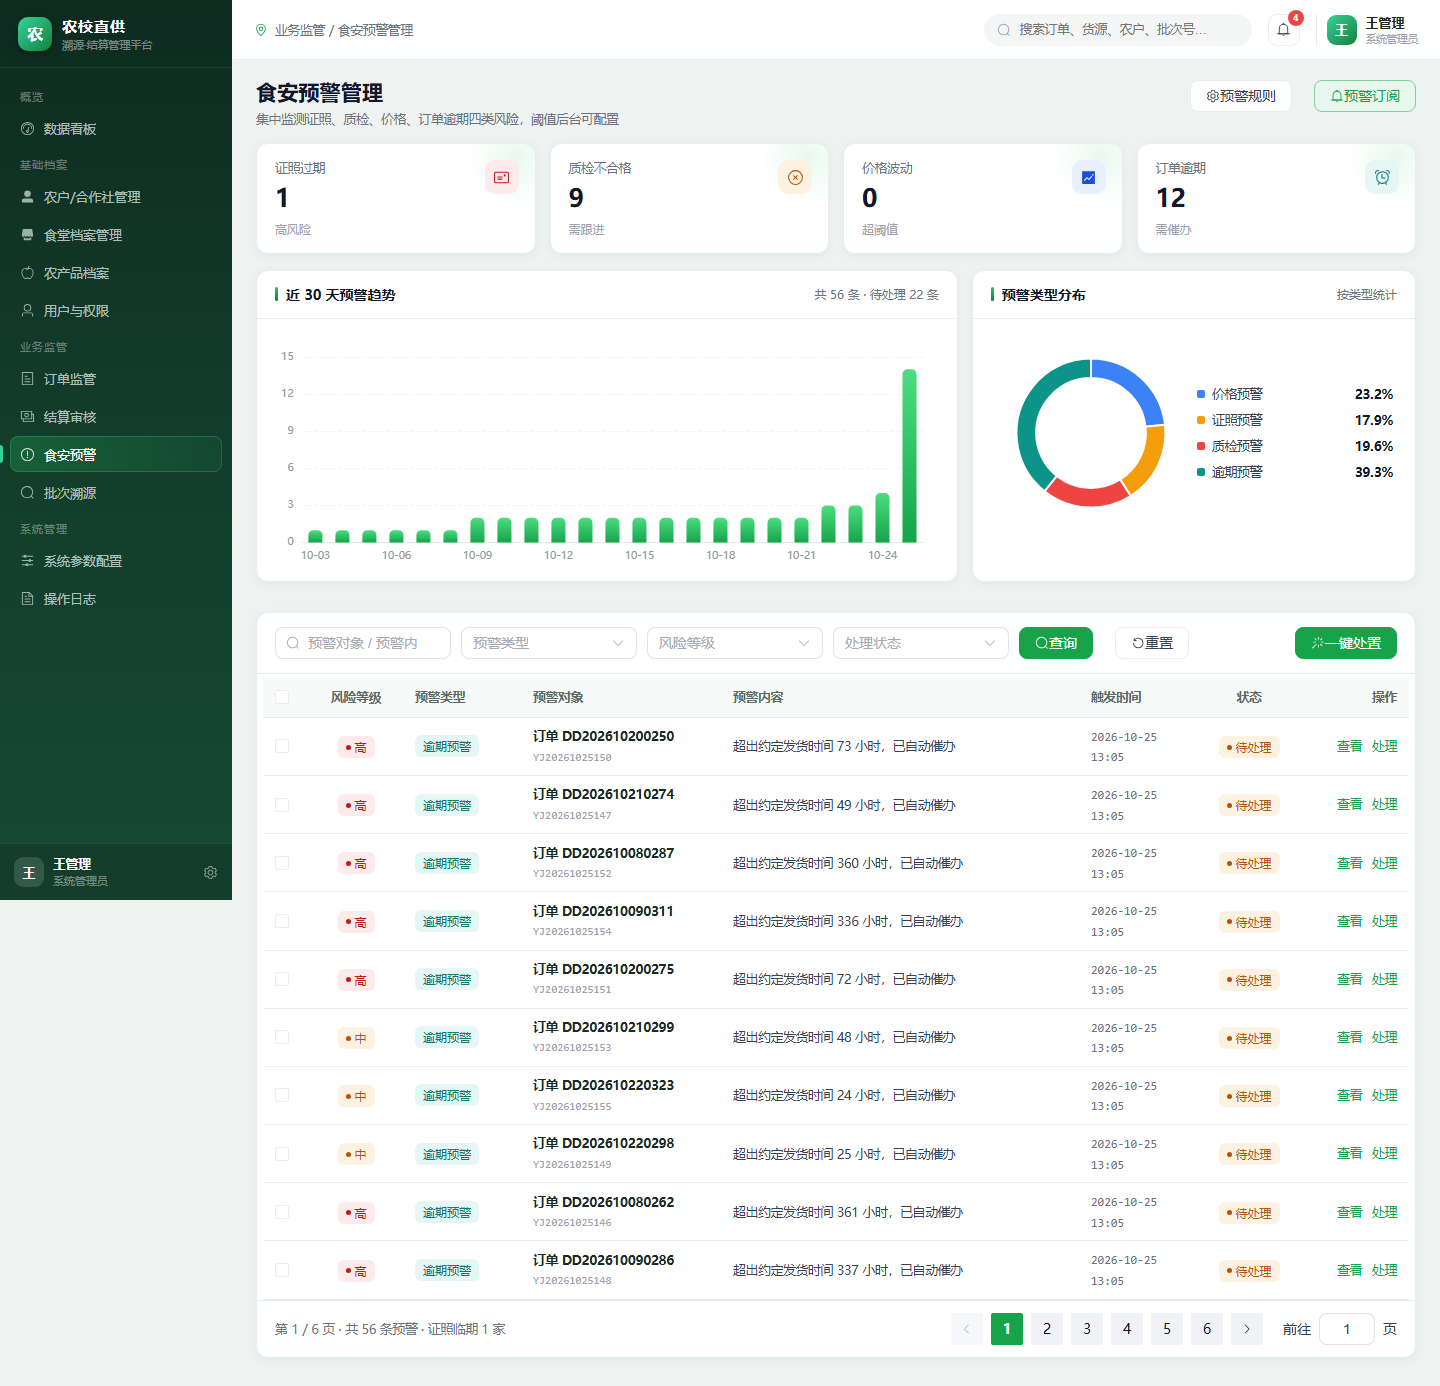 农
农校直供
溯源·结算管理平台
概览
数据看板
基础档案
农户/合作社管理
食堂档案管理
农产品档案
用户与权限
业务监管
订单监管
结算审核
食安预警
批次溯源
系统管理
系统参数配置
操作日志
王
王管理
系统管理员
业务监管 / 食安预警管理
搜索订单、货源、农户、批次号...
4
王
王管理
系统管理员
食安预警管理
集中监测证照、质检、价格、订单逾期四类风险，阈值后台可配置
预警规则
预警订阅
证照过期
1
高风险
质检不合格
9
需跟进
价格波动
0
超阈值
订单逾期
12
需催办
近 30 天预警趋势
共 56 条 · 待处理 22 条
15
12
9
6
3
0
10-03 10-06 10-09 10-12 10-15 10-18 10-21 10-24
预警类型分布
按类型统计
价格预警 23.2%
证照预警 17.9%
质检预警 19.6%
逾期预警 39.3%
预警对象 / 预警内
预警类型
风险等级
处理状态
查询
重置
一键处置
风险等级 预警类型 预警对象 预警内容 触发时间 状态 操作
高 逾期预警 订单 DD202610200250 超出约定发货时间 73 小时，已自动催办 2026-10-25 待处理 查看 处理
YJ20261025150 13:05
高 逾期预警 订单 DD202610210274 超出约定发货时间 49 小时，已自动催办 2026-10-25 待处理 查看 处理
YJ20261025147 13:05
高 逾期预警 订单 DD202610080287 超出约定发货时间 360 小时，已自动催办 2026-10-25 待处理 查看 处理
YJ20261025152 13:05
高 逾期预警 订单 DD202610090311 超出约定发货时间 336 小时，已自动催办 2026-10-25 待处理 查看 处理
YJ20261025154 13:05
高 逾期预警 订单 DD202610200275 超出约定发货时间 72 小时，已自动催办 2026-10-25 待处理 查看 处理
YJ20261025151 13:05
中 逾期预警 订单 DD202610210299 超出约定发货时间 48 小时，已自动催办 2026-10-25 待处理 查看 处理
YJ20261025153 13:05
中 逾期预警 订单 DD202610220323 超出约定发货时间 24 小时，已自动催办 2026-10-25 待处理 查看 处理
YJ20261025155 13:05
中 逾期预警 订单 DD202610220298 超出约定发货时间 25 小时，已自动催办 2026-10-25 待处理 查看 处理
YJ20261025149 13:05
高 逾期预警 订单 DD202610080262 超出约定发货时间 361 小时，已自动催办 2026-10-25 待处理 查看 处理
YJ20261025146 13:05
高 逾期预警 订单 DD202610090286 超出约定发货时间 337 小时，已自动催办 2026-10-25 待处理 查看 处理
YJ20261025148 13:05
第 1 / 6 页 · 共 56 条预警 · 证照临期 1 家
1 2 3 4 5 6 前往 1 页